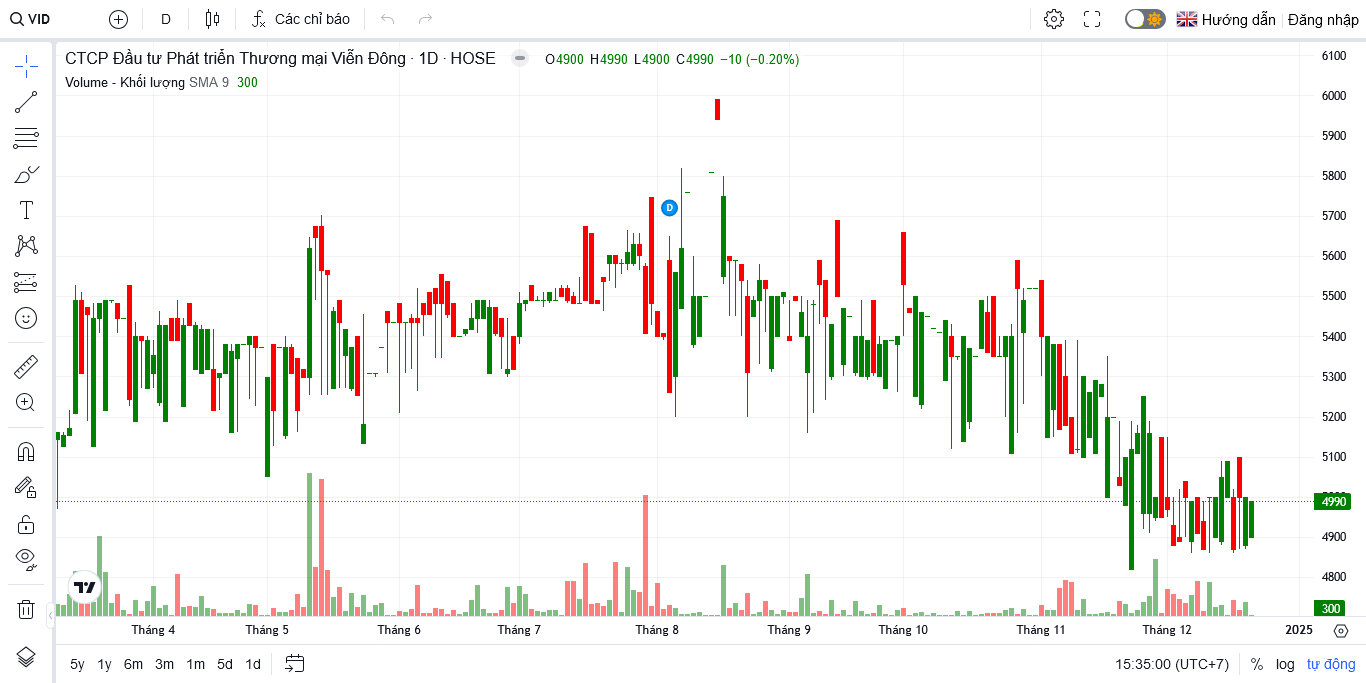 VID
D
Các chỉ báo
Hướng dẫn
Đăng nhập
CTCP Đầu tư Phát triển Thương mại Viễn Đông · 1D · HOSE
O4900 H4990 L4900 C4990 −10 (−0.20%)
Volume - Khối lượng SMA 9 300
6100
6000
5900
5800
5700
D
5600
5500
5400
5300
5200
5100
4990
4900
4800
300
Tháng 4
Tháng 5
Tháng 6
Tháng 7
Tháng 8
Tháng 9
Tháng 10
Tháng 11
Tháng 12
2025
5y 1y 6m 3m 1m 5d 1d
15:35:00 (UTC+7)
% log tự động